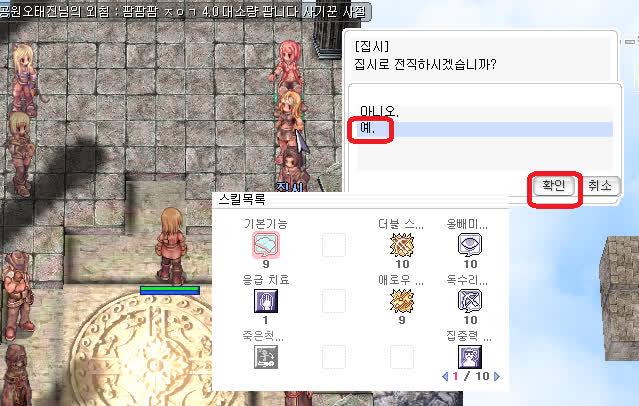 공원오태진님의 외침 : 팜팜팜 ㅈㅇㄱ 4.0 대소량 팝니다 사기꾼 사절
[집시]
집시로 전직하시겠습니까?
아니오.
예.
확인 취소
집시
스킬목록
기본기능 더블 스... 올빼미...
9 10 10
응급 치료 애로우 ... 독수리...
1 9 10
죽은척... 집중력 ...
1 / 10